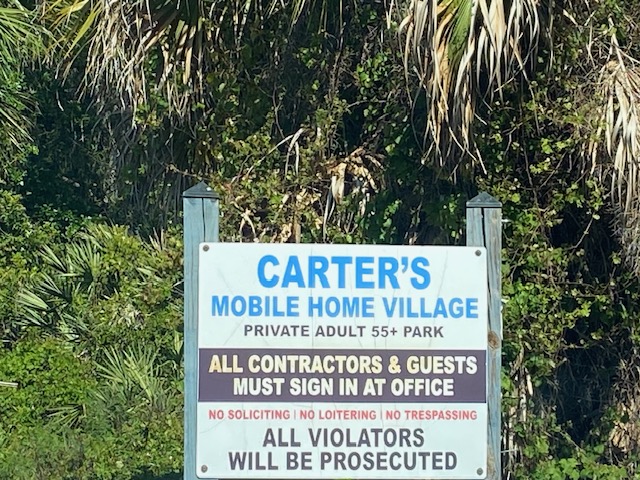 CARTER'S
MOBILE HOME VILLAGE
PRIVATE ADULT 55+ PARK
ALL CONTRACTORS & GUESTS
MUST SIGN IN AT OFFICE
NO SOLICITING | NO LOITERING | NO TRESPASSING
ALL VIOLATORS
WILL BE PROSECUTED